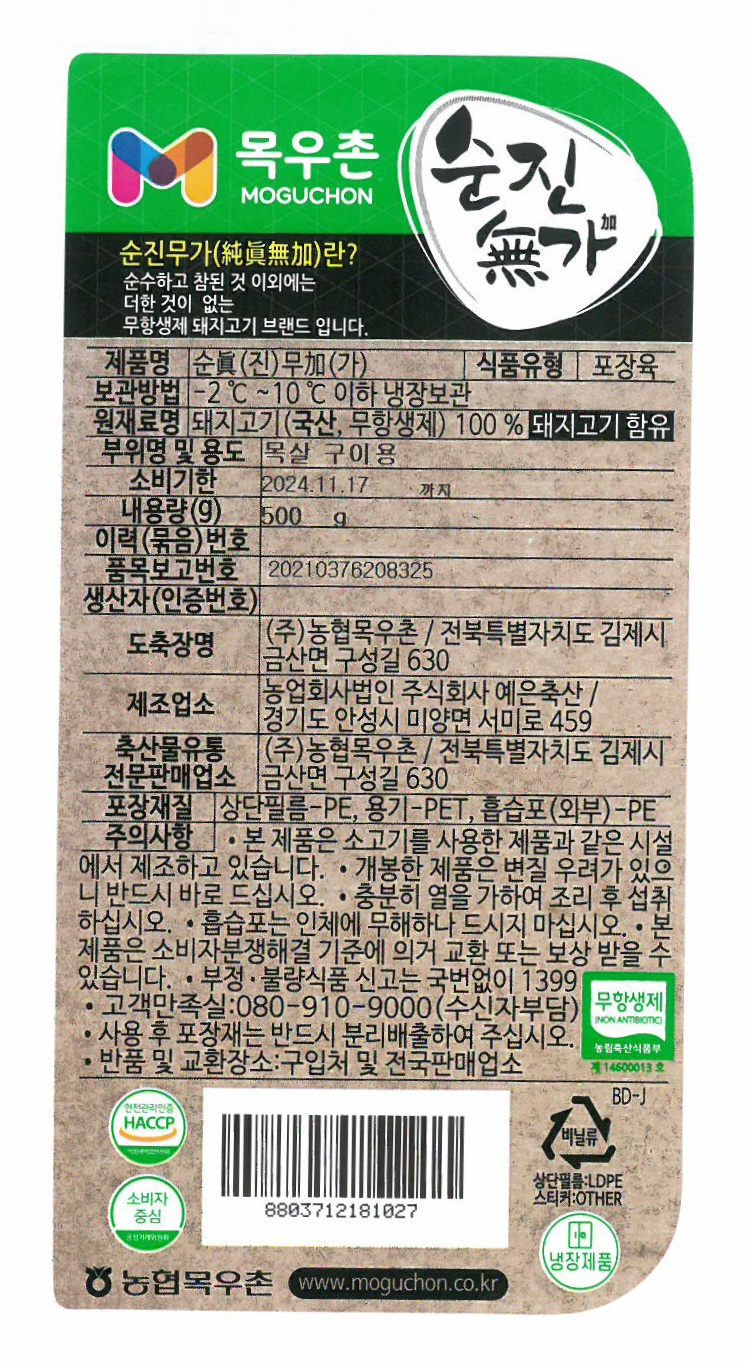 목우촌
MOGUCHON
순진
無가加
순진무가(純眞無加)란?
순수하고 참된 것 이외에는
더한 것이 없는
무항생제 돼지고기 브랜드 입니다.
제품명 순眞(진)무加(가) 식품유형 포장육
보관방법 -2 ℃ ~10 ℃ 이하 냉장보관
원재료명 돼지고기(국산, 무항생제) 100 % 돼지고기 함유
부위명 및 용도 목살 구이용
소비기한 2024.11.17 까지
내용량(g) 500 g
이력(묶음)번호
품목보고번호 20210376208325
생산자(인증번호)
도축장명 (주)농협목우촌 / 전북특별자치도 김제시
금산면 구성길 630
제조업소 농업회사법인 주식회사 예은축산 /
경기도 안성시 미양면 서미로 459
축산물유통 (주)농협목우촌 / 전북특별자치도 김제시
전문판매업소 금산면 구성길 630
포장재질 상단필름-PE, 용기-PET, 흡습포(외부)-PE
주의사항 • 본 제품은 소고기를 사용한 제품과 같은 시설
에서 제조하고 있습니다. • 개봉한 제품은 변질 우려가 있으
니 반드시 바로 드십시오. • 충분히 열을 가하여 조리 후 섭취
하십시오. • 흡습포는 인체에 무해하나 드시지 마십시오. • 본
제품은 소비자분쟁해결 기준에 의거 교환 또는 보상 받을 수
있습니다. • 부정·불량식품 신고는 국번없이 1399
• 고객만족실:080-910-9000(수신자부담)
• 사용 후 포장재는 반드시 분리배출하여 주십시오.
• 반품 및 교환장소:구입처 및 전국판매업소
무항생제
(NON ANTIBIOTIC)
농림축산식품부
제 14600013 호
BD-J
안전관리인증
HACCP
소비자
중심
공정거래위원회
8803712181027
비닐류
상단필름:LDPE
스티커:OTHER
냉장제품
농협목우촌 www.moguchon.co.kr